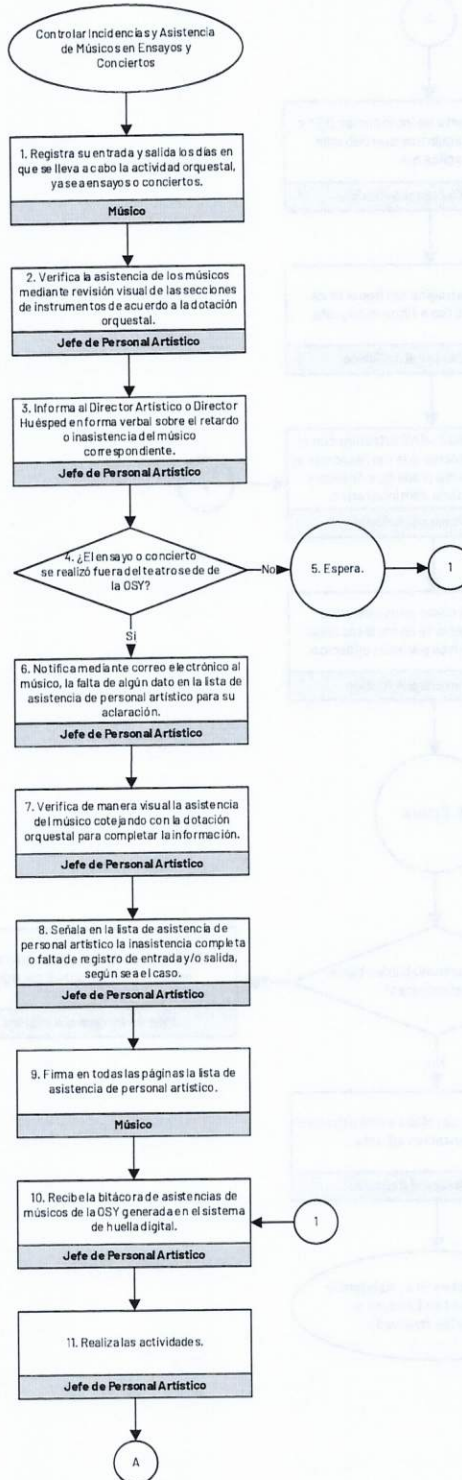 Controlar Incidencias y Asistencia
de Músicos en Ensayos y
Conciertos
1. Registra su entrada y salida los días en
que se lleva a cabo la actividad orquestal,
ya sea ensayos o conciertos.
Músico
2. Verifica la asistencia de los músicos
mediante revisión visual de las secciones
de instrumentos de acuerdo a la dotación
orquestal.
Jefe de Personal Artístico
3. Informa al Director Artístico o Director
Huésped en forma verbal sobre el retardo
o inasistencia del músico
correspondiente.
Jefe de Personal Artístico
4. ¿El ensayo o concierto
se realizó fuera del teatro sede de
la OSY?
No
5. Espera.
1
Sí
6. Notifica mediante correo electrónico al
músico, la falta de algún dato en la lista de
asistencia de personal artístico para su
aclaración.
Jefe de Personal Artístico
7. Verifica de manera visual la asistencia
del músico cotejando con la dotación
orquestal para completar la información.
Jefe de Personal Artístico
8. Señala en la lista de asistencia de
personal artístico la inasistencia completa
o falta de registro de entrada y/o salida,
según sea el caso.
Jefe de Personal Artístico
9. Firma en todas las páginas la lista de
asistencia de personal artístico.
Músico
10. Recibe la bitácora de asistencias de
músicos de la OSY generada en el sistema
de huella digital.
Jefe de Personal Artístico
1
11. Realiza las actividades.
Jefe de Personal Artístico
A